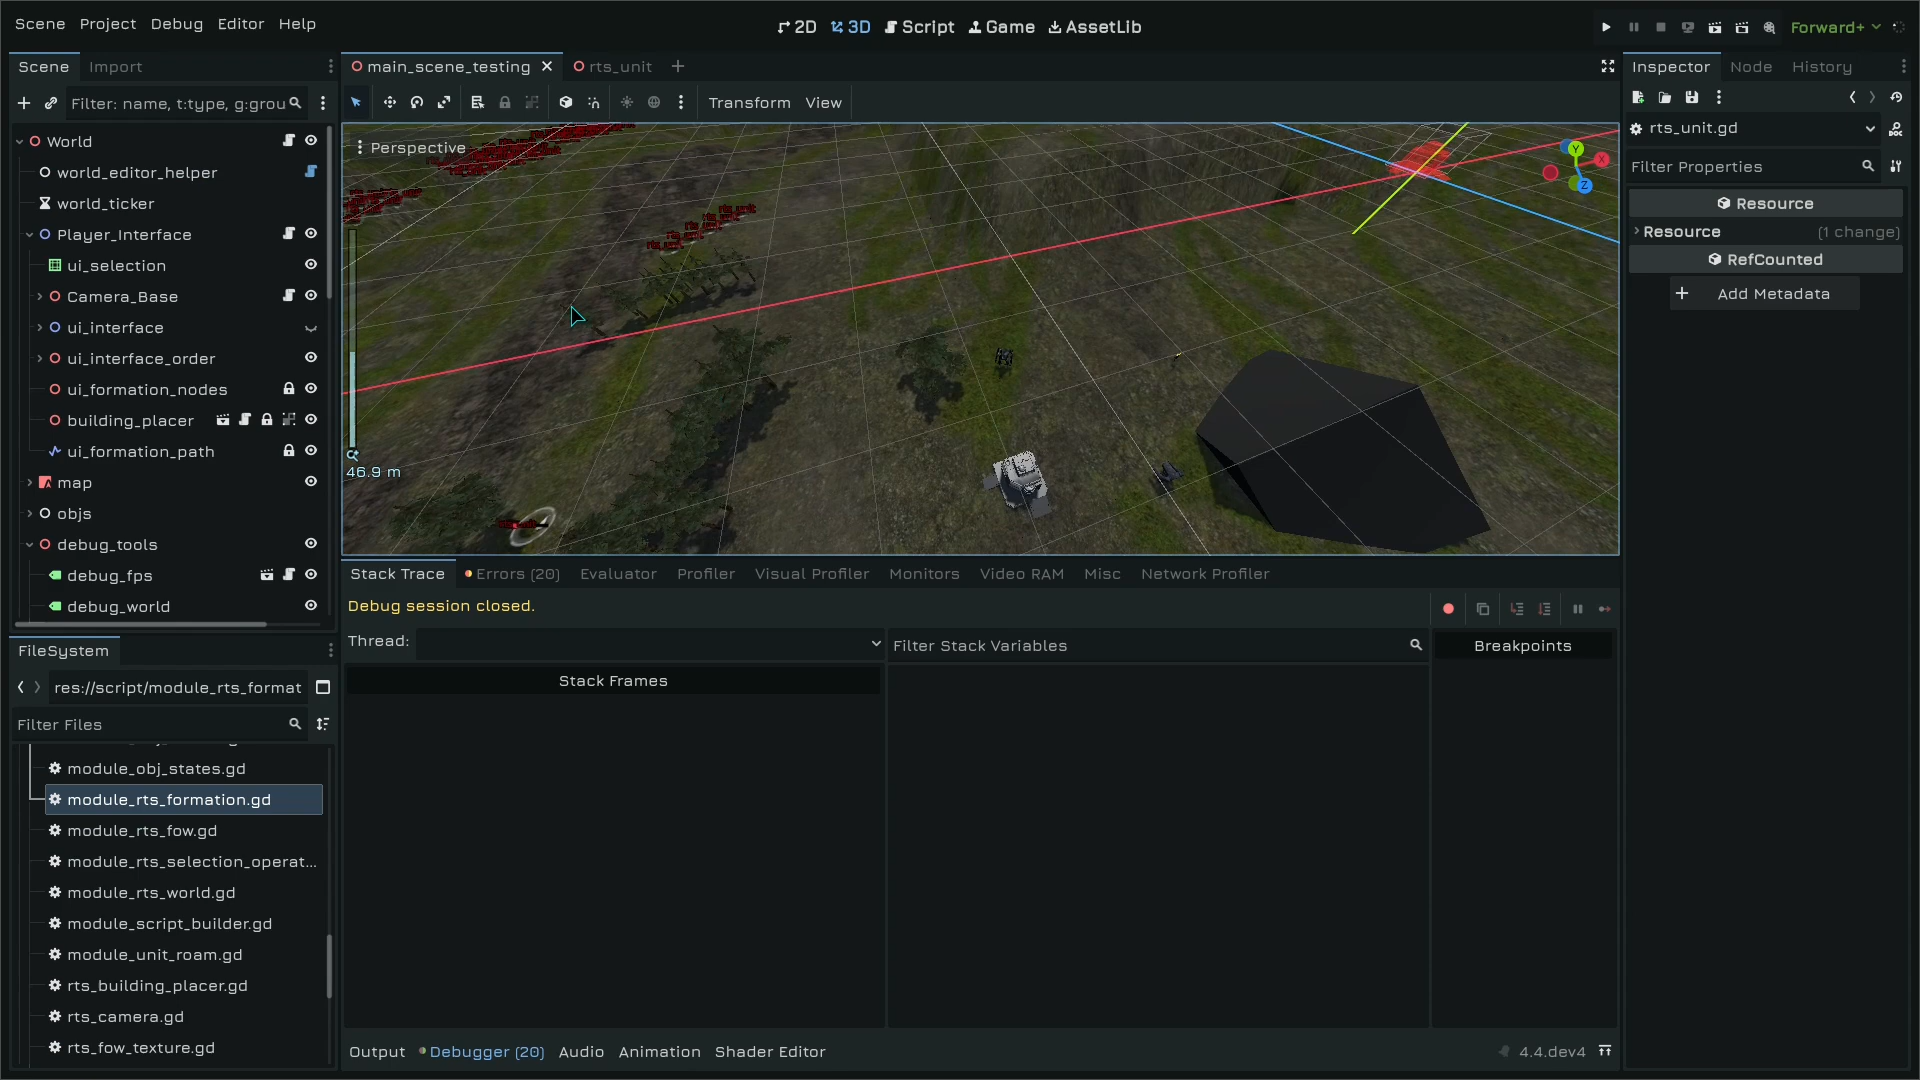 Scene Project Debug Editor Help
2D 3D Script Game AssetLib
Forward+
Scene Import
main_scene_testing rts_unit
Inspector Node History
Filter: name, t:type, g:grou
Transform View
Perspective
46.9 m
World
world_editor_helper
world_ticker
Player_Interface
ui_selection
Camera_Base
ui_interface
ui_interface_order
ui_formation_nodes
building_placer
ui_formation_path
map
objs
debug_tools
debug_fps
debug_world
rts_unit.gd
Filter Properties
Resource
Resource (1 change)
RefCounted
Add Metadata
rts_unit
rts_unit
rts_unit
rts_unit
Y
X
Z
FileSystem
res://script/module_rts_format
Filter Files
module_obj_states.gd
module_rts_formation.gd
module_rts_fow.gd
module_rts_selection_operat...
module_rts_world.gd
module_script_builder.gd
module_unit_roam.gd
rts_building_placer.gd
rts_camera.gd
rts_fow_texture.gd
Stack Trace Errors (20) Evaluator Profiler Visual Profiler Monitors Video RAM Misc Network Profiler
Debug session closed.
Thread:
Filter Stack Variables
Breakpoints
Stack Frames
Output Debugger (20) Audio Animation Shader Editor
4.4.dev4